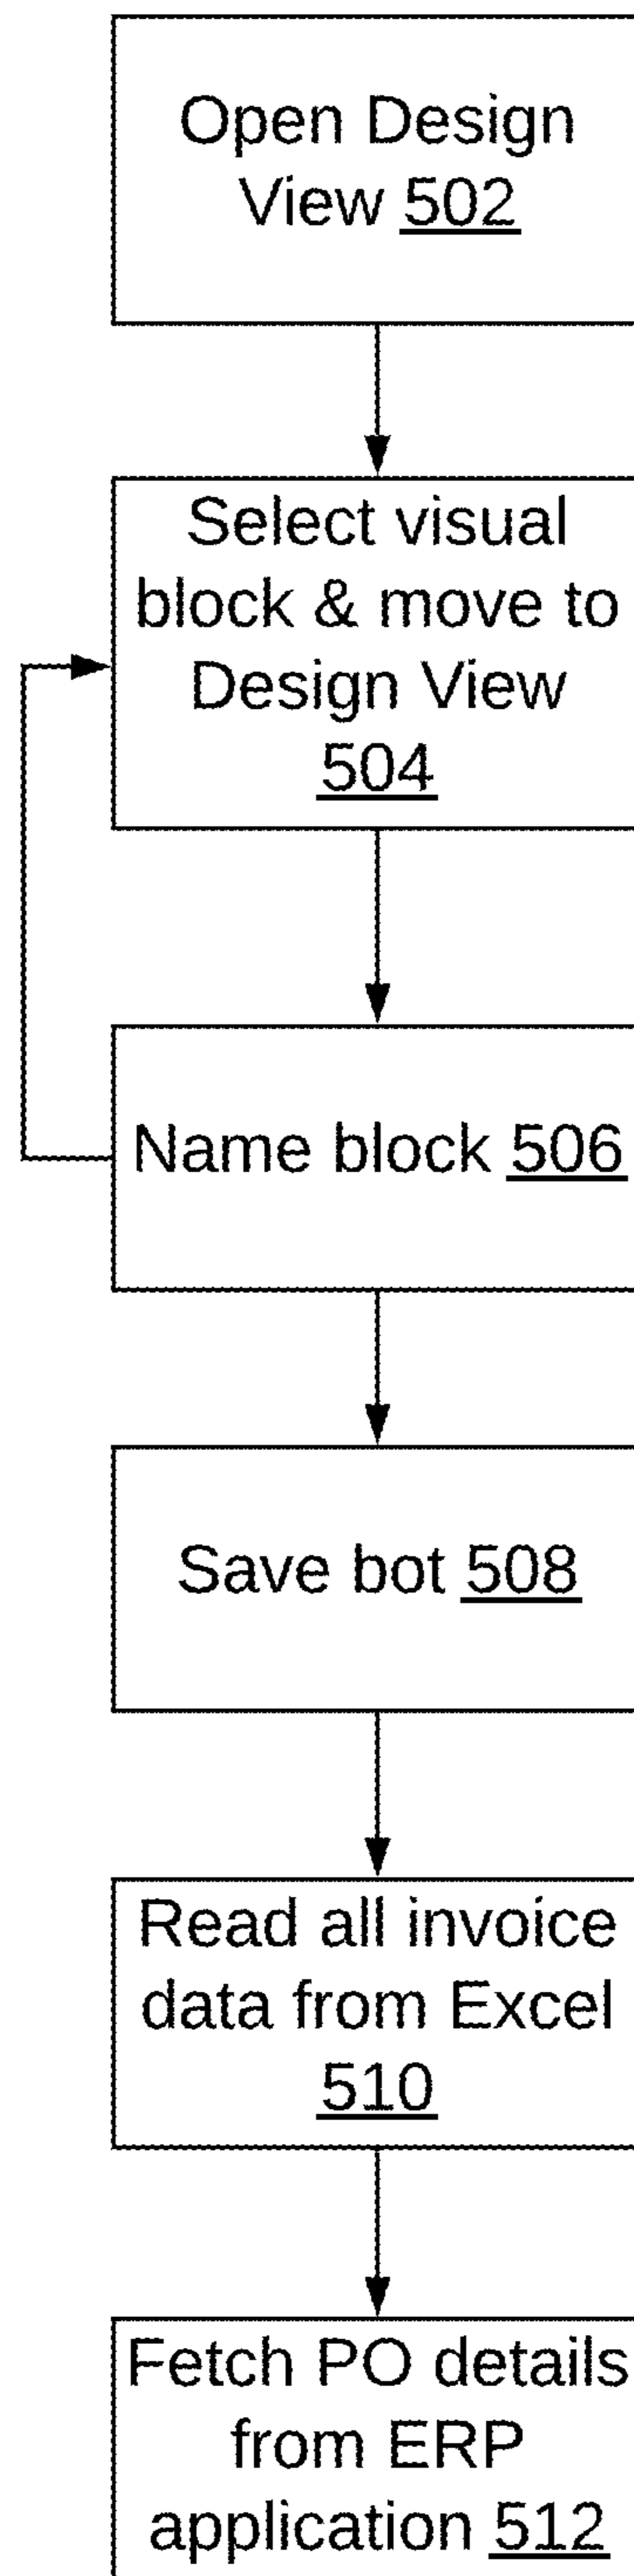 Open Design
View 502
Select visual
block & move to
Design View
504
Name block 506
Save bot 508
Read all invoice
data from Excel
510
Fetch PO details
from ERP
application 512